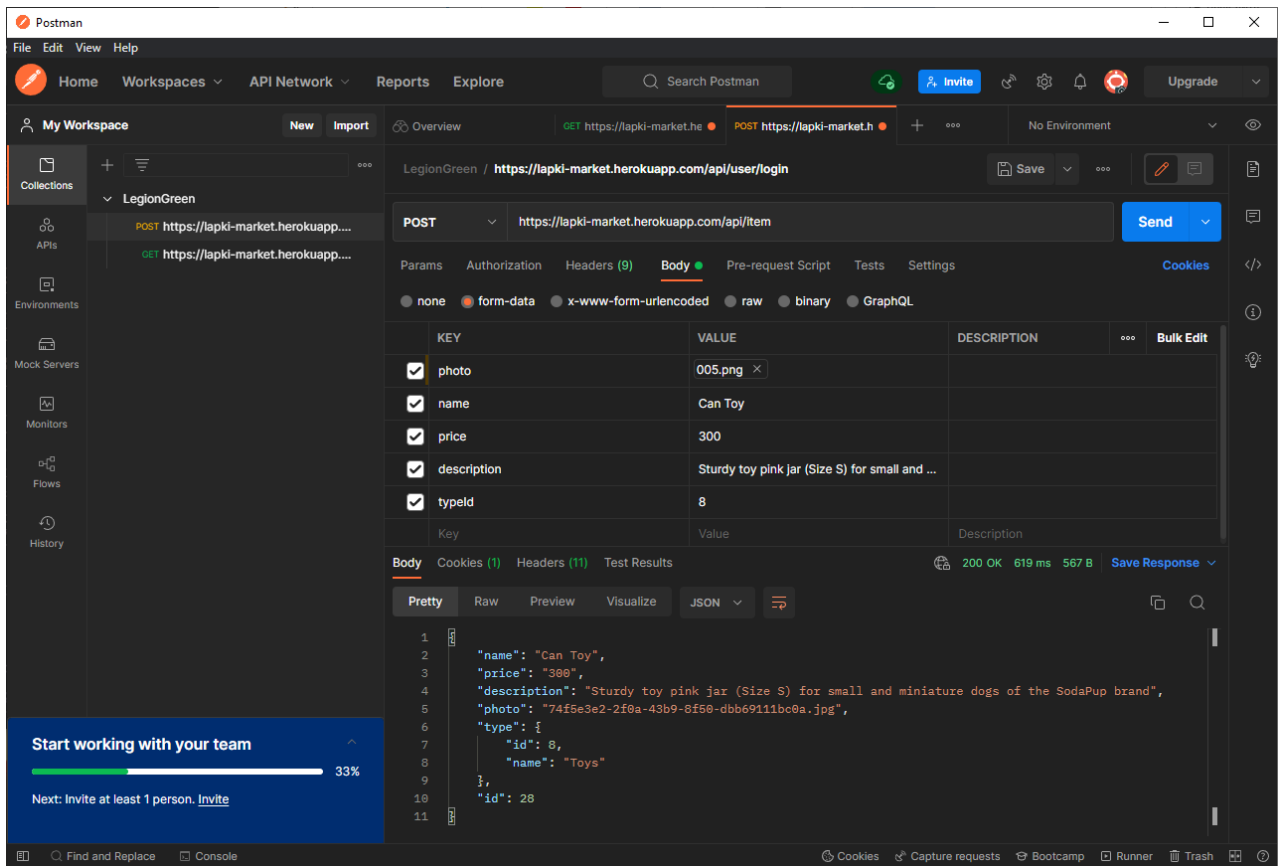 Postman
File Edit View Help
Home Workspaces API Network Reports Explore Search Postman Invite Upgrade
My Workspace New Import Overview GET https://lapki-market.he POST https://lapki-market.h No Environment
Collections
APIs
Environments
Mock Servers
Monitors
Flows
History
LegionGreen
POST https://lapki-market.herokuapp....
GET https://lapki-market.herokuapp....
LegionGreen / https://lapki-market.herokuapp.com/api/user/login Save
POST https://lapki-market.herokuapp.com/api/item Send
Params Authorization Headers (9) Body Pre-request Script Tests Settings Cookies
none form-data x-www-form-urlencoded raw binary GraphQL
KEY VALUE DESCRIPTION Bulk Edit
photo 005.png
name Can Toy
price 300
description Sturdy toy pink jar (Size S) for small and ...
typeId 8
Key Value Description
Body Cookies (1) Headers (11) Test Results 200 OK 619 ms 567 B Save Response
Pretty Raw Preview Visualize JSON
1 {
2 "name": "Can Toy",
3 "price": "300",
4 "description": "Sturdy toy pink jar (Size S) for small and miniature dogs of the SodaPup brand",
5 "photo": "74f5e3e2-2f0a-43b9-8f50-dbb69111bc0a.jpg",
6 "type": {
7 "id": 8,
8 "name": "Toys"
9 },
10 "id": 28
11 }
Start working with your team
33%
Next: Invite at least 1 person. Invite
Find and Replace Console Cookies Capture requests Bootcamp Runner Trash